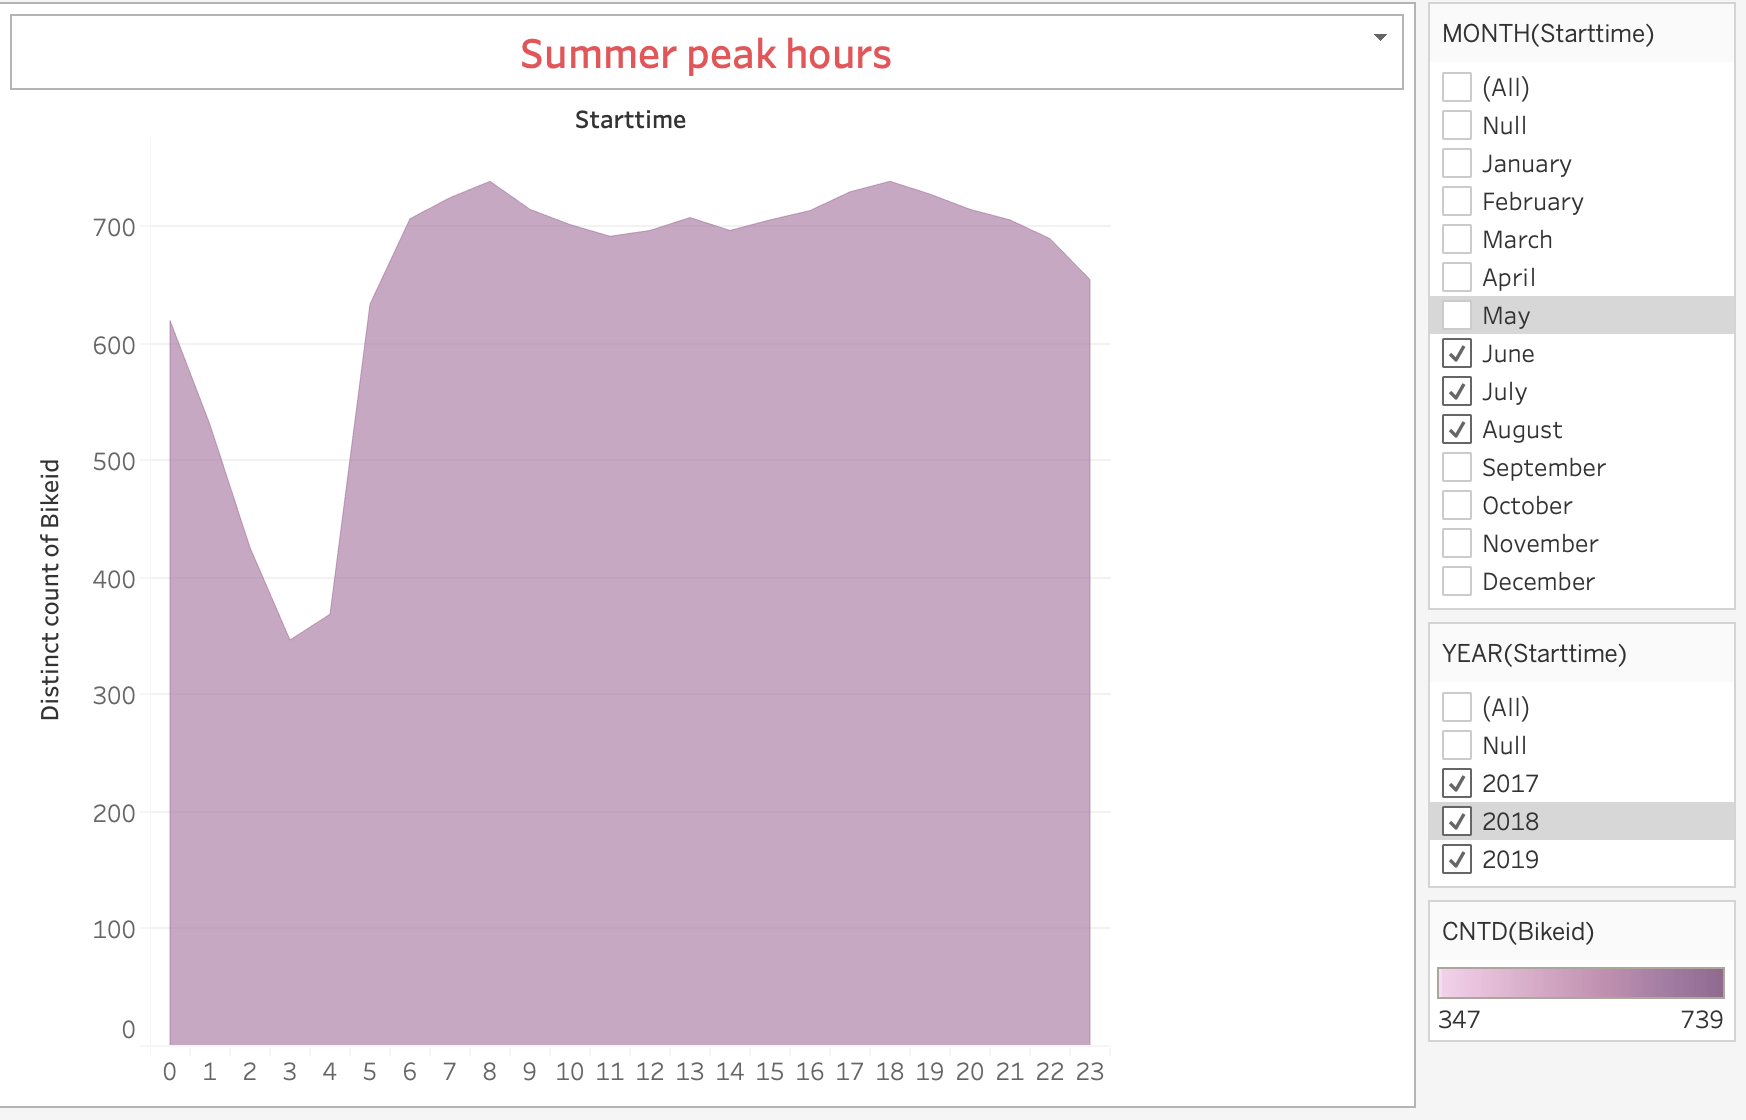 Summer peak hours
Starttime
Distinct count of Bikeid
700
600
500
400
300
200
100
0
0 1 2 3 4 5 6 7 8 9 10 11 12 13 14 15 16 17 18 19 20 21 22 23
MONTH(Starttime)
(All)
Null
January
February
March
April
May
June
July
August
September
October
November
December
YEAR(Starttime)
(All)
Null
2017
2018
2019
CNTD(Bikeid)
347 739